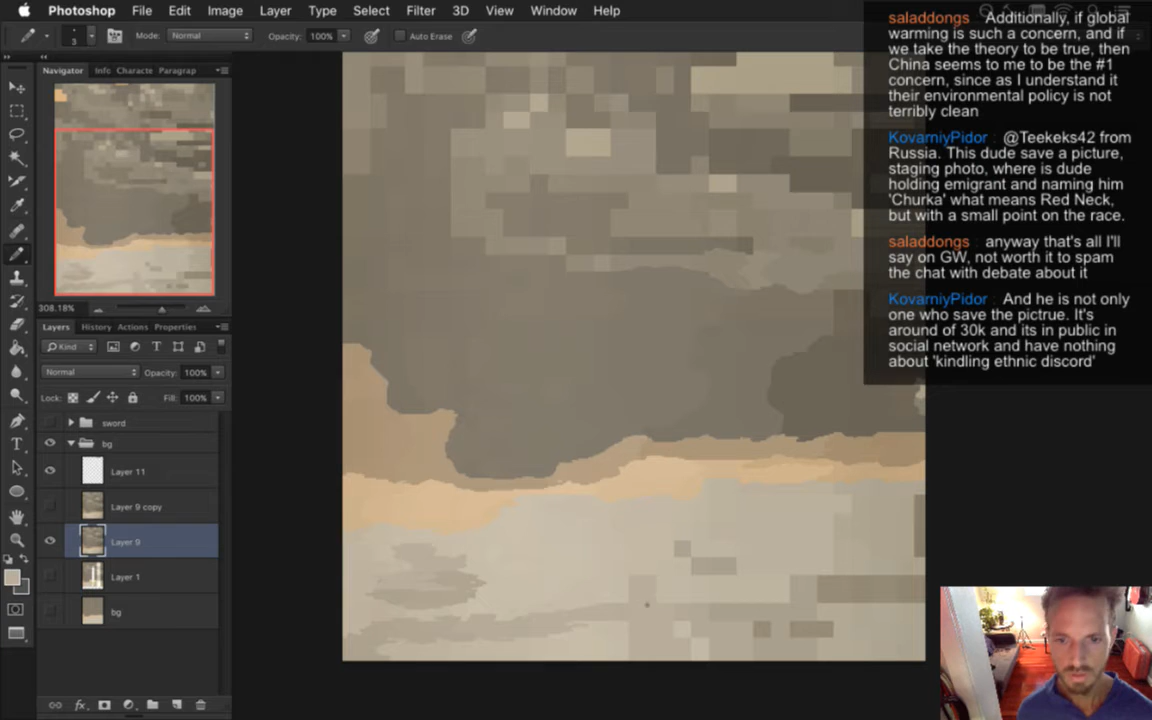 Photoshop File Edit Image Layer Type Select Filter 3D View Window Help
3 Mode: Normal Opacity: 100% Auto Erase
Navigator Info Characte Paragrap
308.18%
Layers History Actions Properties
Kind
Normal Opacity: 100%
Lock: Fill: 100%
sword
bg
Layer 11
Layer 9 copy
Layer 9
Layer 1
bg
fx
saladdongs Additionally, if global
warming is such a concern, and if
we take the theory to be true, then
China seems to me to be the #1
concern, since as I understand it
their environmental policy is not
terribly clean
KovarniyPidor : @Teekeks42 from
Russia. This dude save a picture,
staging photo, where is dude
holding emigrant and naming him
'Churka' what means Red Neck,
but with a small point on the race.
saladdongs : anyway that's all I'll
say on GW, not worth it to spam
the chat with debate about it
KovarniyPidor : And he is not only
one who save the pictrue. It's
around of 30k and its in public in
social network and have nothing
about 'kindling ethnic discord'